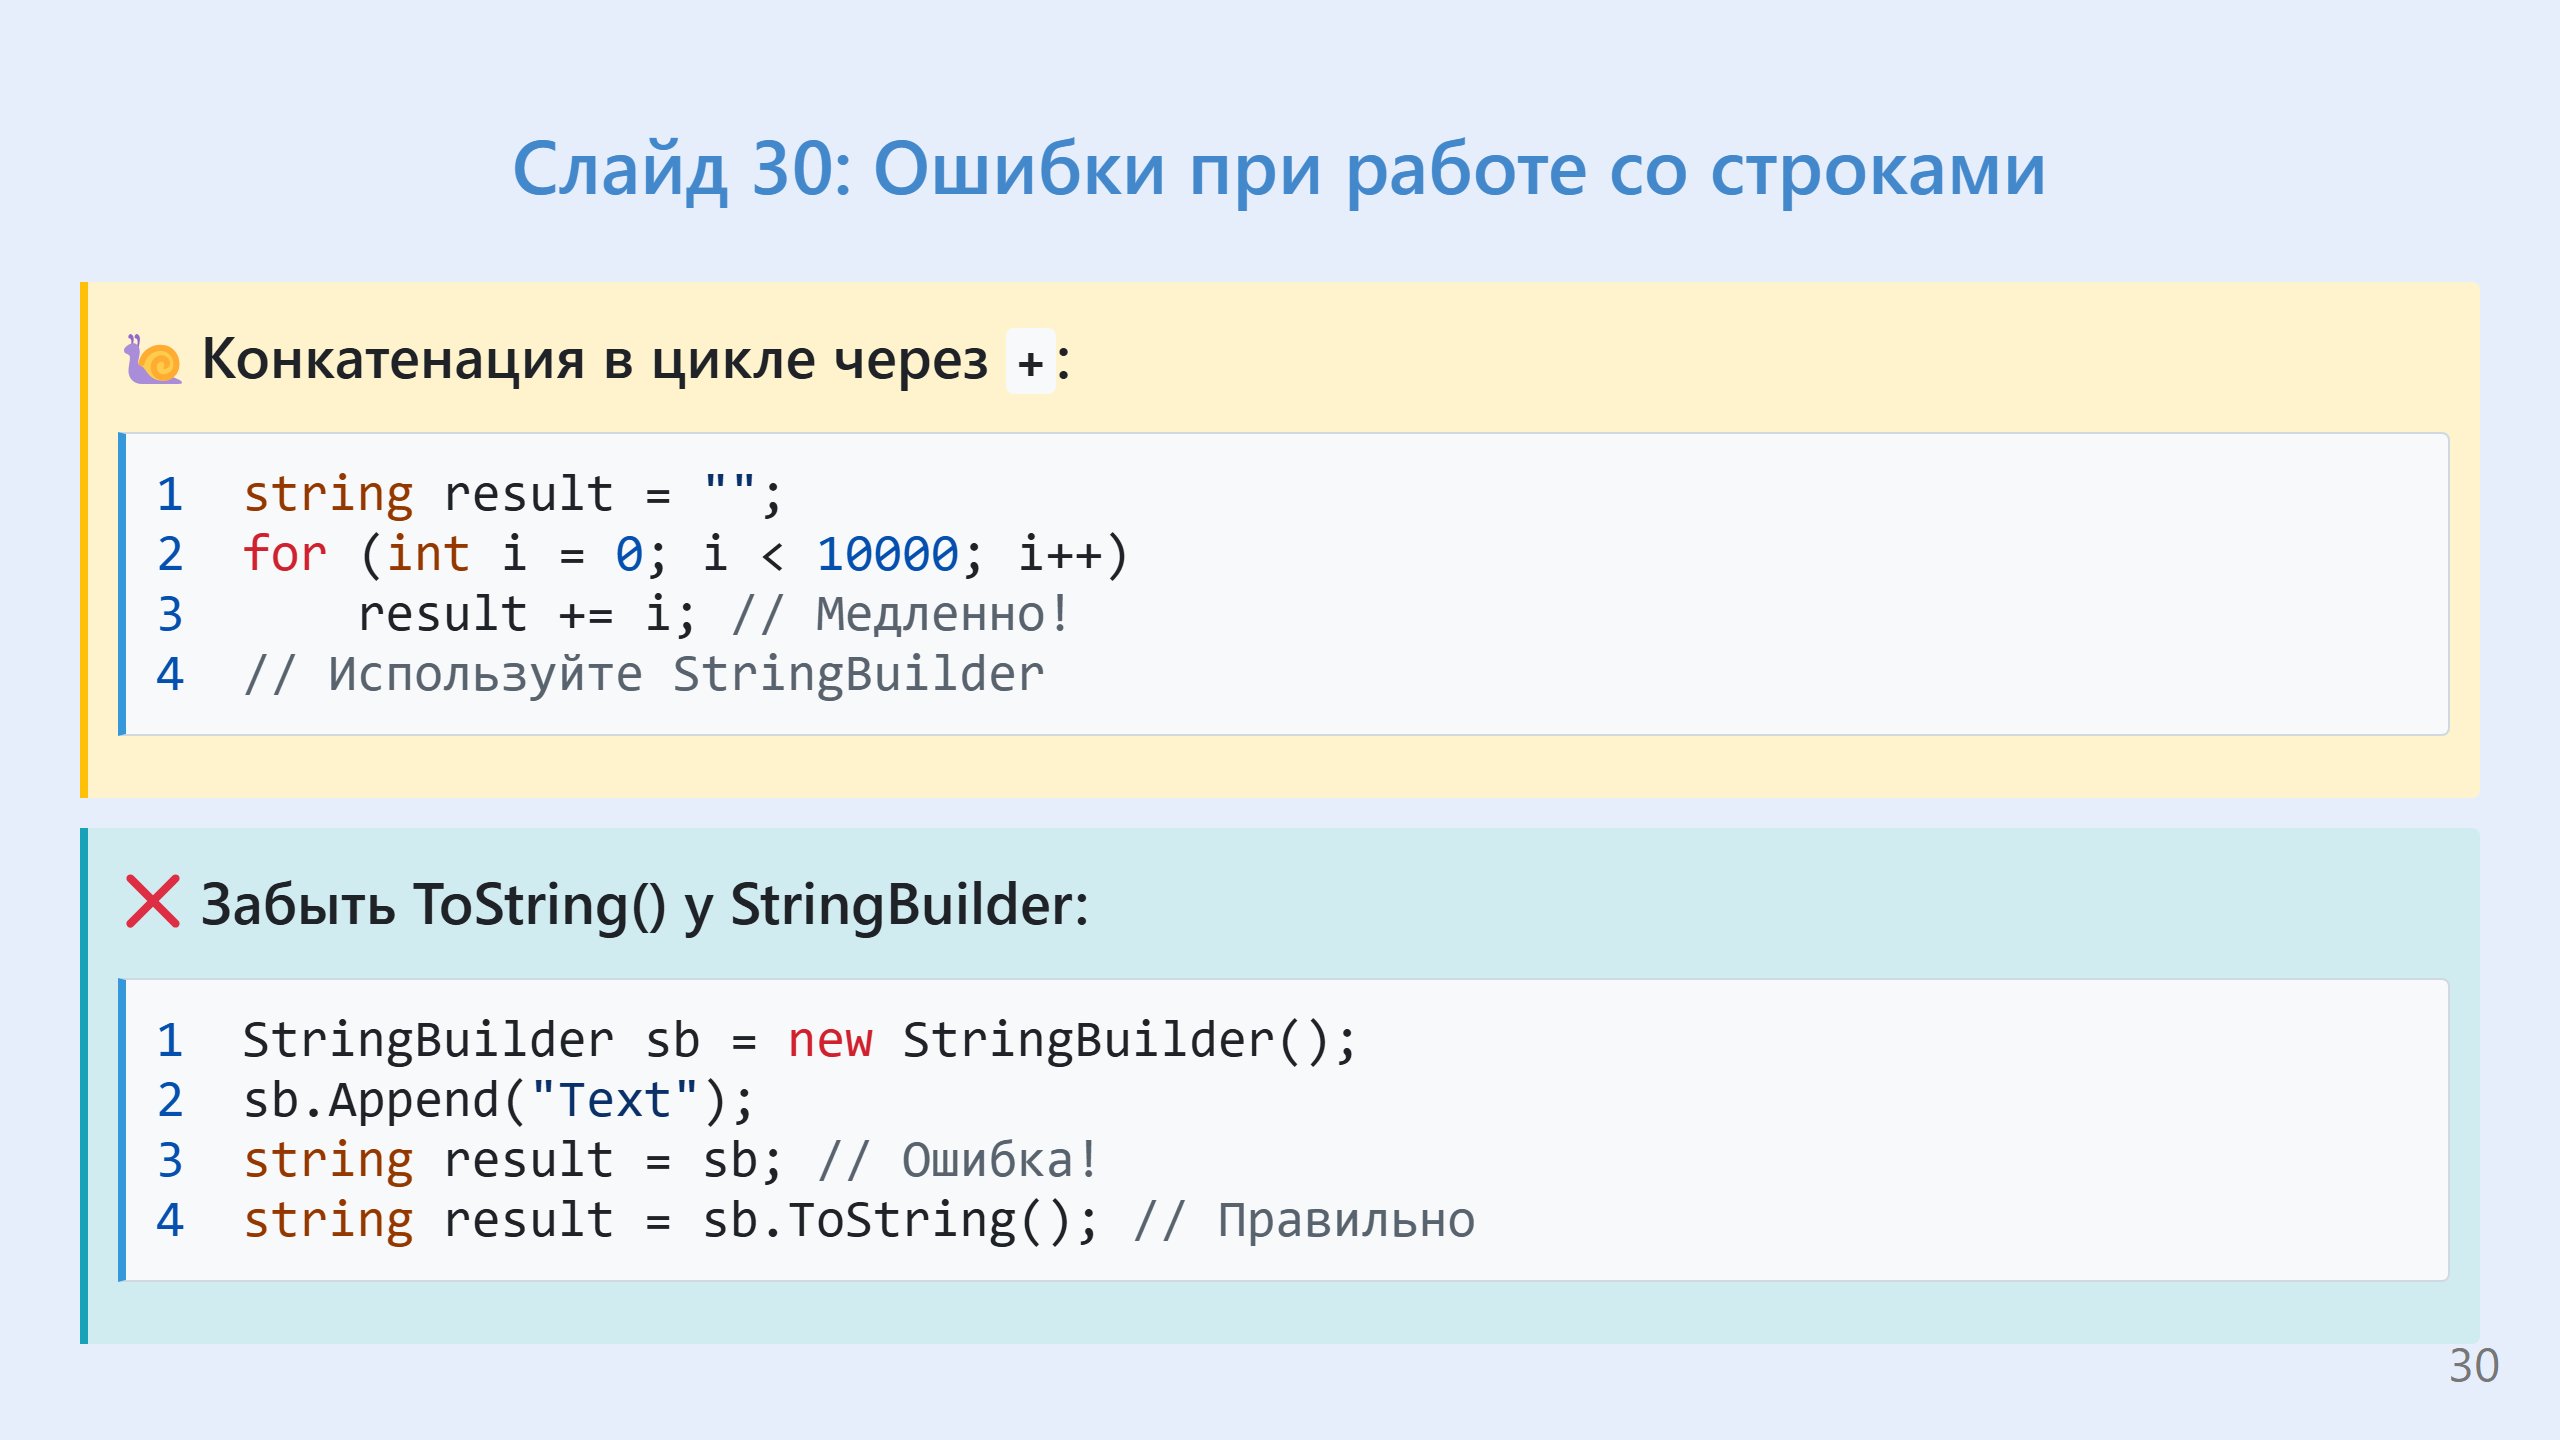 Слайд 30: Ошибки при работе со строками
🐌 Конкатенация в цикле через +:
1 string result = "";
2 for (int i = 0; i < 10000; i++)
3     result += i; // Медленно!
4 // Используйте StringBuilder
❌ Забыть ToString() у StringBuilder:
1 StringBuilder sb = new StringBuilder();
2 sb.Append("Text");
3 string result = sb; // Ошибка!
4 string result = sb.ToString(); // Правильно
30